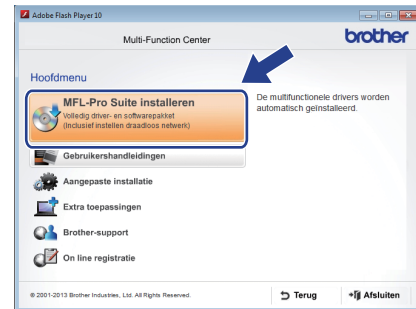 Adobe Flash Player 10
Multi-Function Center
brother
Hoofdmenu
MFL-Pro Suite installeren
Volledig driver- en softwarepakket
(Inclusief instellen draadloos netwerk)
De multifunctionele drivers worden
automatisch geïnstalleerd.
Gebruikershandleidingen
Aangepaste installatie
Extra toepassingen
Brother-support
On line registratie
© 2001-2013 Brother Industries, Ltd. All Rights Reserved.
Terug
Afsluiten